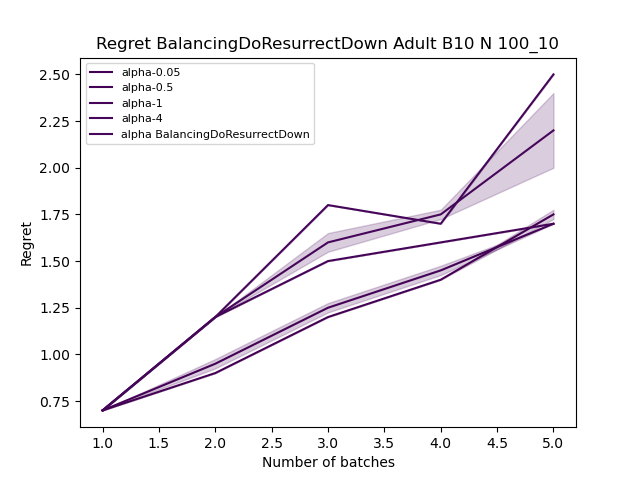 Regret BalancingDoResurrectDown Adult B10 N 100_10
alpha-0.05
alpha-0.5
alpha-1
alpha-4
alpha BalancingDoResurrectDown
Regret
2.50
2.25
2.00
1.75
1.50
1.25
1.00
0.75
1.0 1.5 2.0 2.5 3.0 3.5 4.0 4.5 5.0
Number of batches